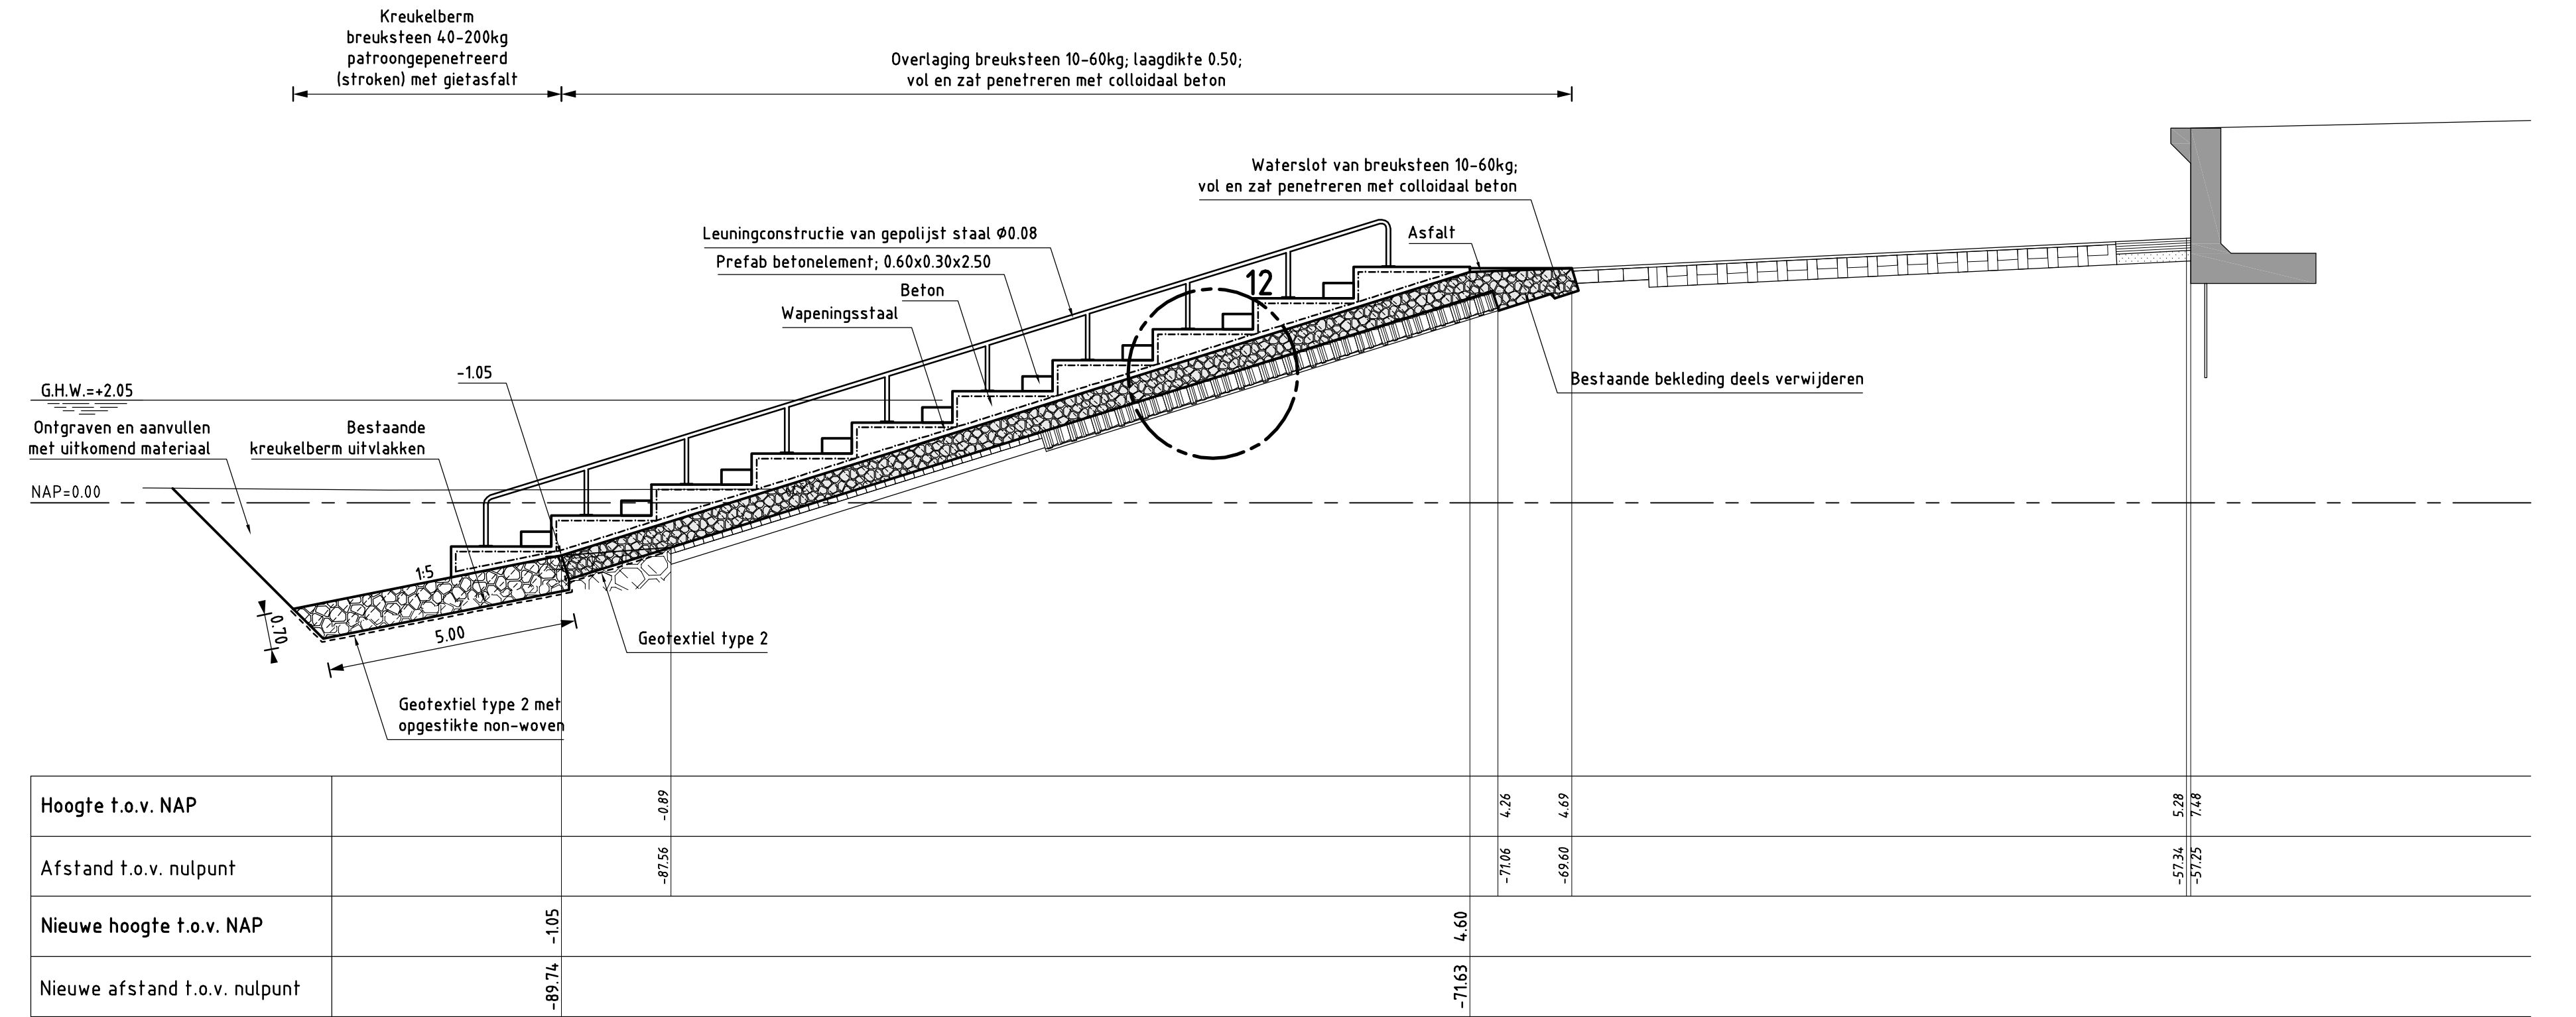 Kreukelberm
breuksteen 40-200kg
patroongepenetreerd
(stroken) met gietasfalt
Overlaging breuksteen 10-60kg; laagdikte 0.50;
vol en zat penetreren met colloidaal beton
Waterslot van breuksteen 10-60kg;
vol en zat penetreren met colloidaal beton
Leuningconstructie van gepolijst staal Ø0.08
Asfalt
Prefab betonelement; 0.60x0.30x2.50
12
Beton
Wapeningsstaal
-1.05
Bestaande bekleding deels verwijderen
G.H.W.=+2.05
Ontgraven en aanvullen
met uitkomend materiaal
Bestaande
kreukelberm uitvlakken
NAP=0.00
1:5
0.70
5.00
Geotextiel type 2
Geotextiel type 2 met
opgestikte non-woven
Hoogte t.o.v. NAP
-0.89
4.26
4.69
5.28
7.48
Afstand t.o.v. nulpunt
-87.56
-71.06
-69.60
-57.34
-57.25
Nieuwe hoogte t.o.v. NAP
-1.05
4.60
Nieuwe afstand t.o.v. nulpunt
-89.74
-71.63